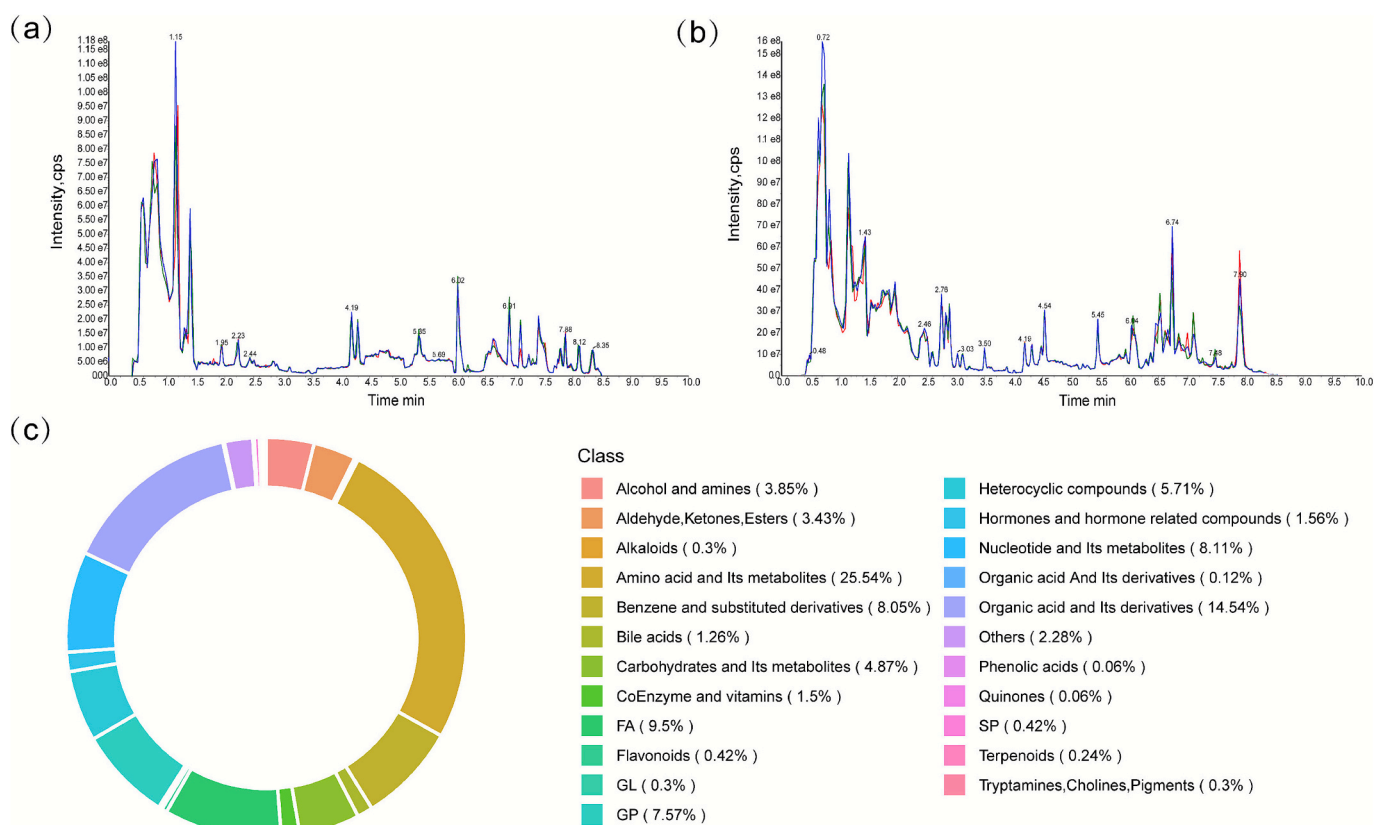 (a)
1.18 e8
1.15 e8
1.10 e8
1.05 e8
1.00 e8
9.50 e7
9.00 e7
8.50 e7
8.00 e7
7.50 e7
7.00 e7
6.50 e7
6.00 e7
5.50 e7
5.00 e7
4.50 e7
4.00 e7
3.50 e7
3.00 e7
2.50 e7
2.00 e7
1.50 e7
1.00 e7
5.00 e6
0.00
Intensity,cps
1.15
1.95
2.23
2.44
4.19
5.35
5.69
6.02
6.91
7.88
8.12
8.35
0.0 0.5 1.0 1.5 2.0 2.5 3.0 3.5 4.0 4.5 5.0 5.5 6.0 6.5 7.0 7.5 8.0 8.5 9.0 10.0
Time min
(b)
16 e8
15 e8
14 e8
13 e8
12 e8
11 e8
10 e8
90 e7
80 e7
70 e7
60 e7
50 e7
40 e7
30 e7
20 e7
10 e7
0.0
Intensity,cps
0.72
0.48
1.43
2.46
2.76
3.03
3.50
4.19
4.54
5.45
6.04
6.74
7.48
7.90
0.0 0.5 1.0 1.5 2.0 2.5 3.0 3.5 4.0 4.5 5.0 5.5 6.0 6.5 7.0 7.5 8.0 8.5 9.0 10.0
Time min
(c)
Class
Alcohol and amines ( 3.85% )
Aldehyde,Ketones,Esters ( 3.43% )
Alkaloids ( 0.3% )
Amino acid and Its metabolites ( 25.54% )
Benzene and substituted derivatives ( 8.05% )
Bile acids ( 1.26% )
Carbohydrates and Its metabolites ( 4.87% )
CoEnzyme and vitamins ( 1.5% )
FA ( 9.5% )
Flavonoids ( 0.42% )
GL ( 0.3% )
GP ( 7.57% )
Heterocyclic compounds ( 5.71% )
Hormones and hormone related compounds ( 1.56% )
Nucleotide and Its metabolites ( 8.11% )
Organic acid And Its derivatives ( 0.12% )
Organic acid and Its derivatives ( 14.54% )
Others ( 2.28% )
Phenolic acids ( 0.06% )
Quinones ( 0.06% )
SP ( 0.42% )
Terpenoids ( 0.24% )
Tryptamines,Cholines,Pigments ( 0.3% )